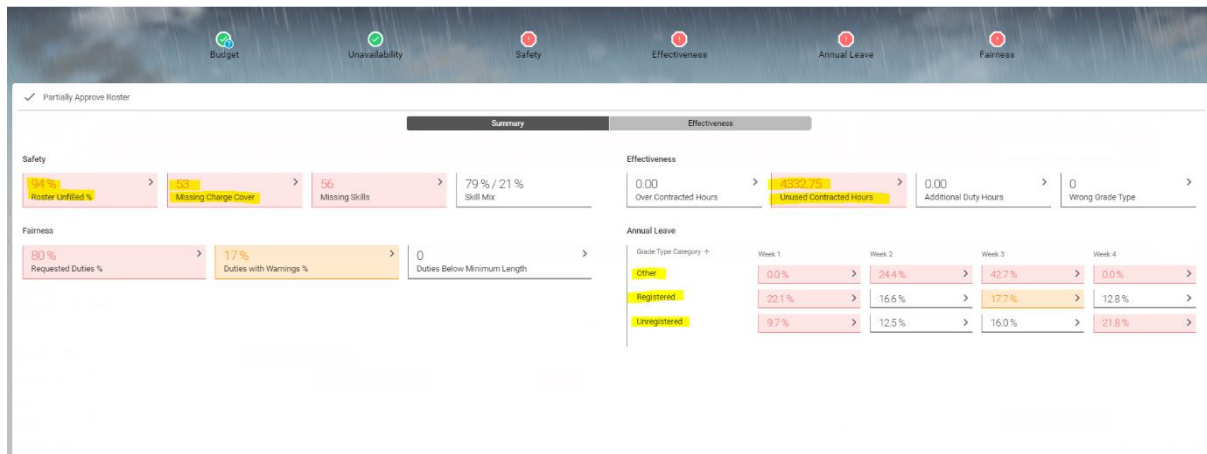 Budget
Unavailability
Safety
Effectiveness
Annual Leave
Fairness
Partially Approve Roster
Summary
Effectiveness
Safety
94 %
Roster Unfilled %
53
Missing Charge Cover
56
Missing Skills
79 % / 21 %
Skill Mix
Effectiveness
0.00
Over Contracted Hours
4332.75
Unused Contracted Hours
0.00
Additional Duty Hours
0
Wrong Grade Type
Fairness
80 %
Requested Duties %
17 %
Duties with Warnings %
0
Duties Below Minimum Length
Annual Leave
Grade Type Category ↑ Week 1 Week 2 Week 3 Week 4
Other 0.0 % 24.4 % 42.7 % 0.0 %
Registered 22.1 % 16.6 % 17.7 % 12.8 %
Unregistered 9.7 % 12.5 % 16.0 % 21.8 %